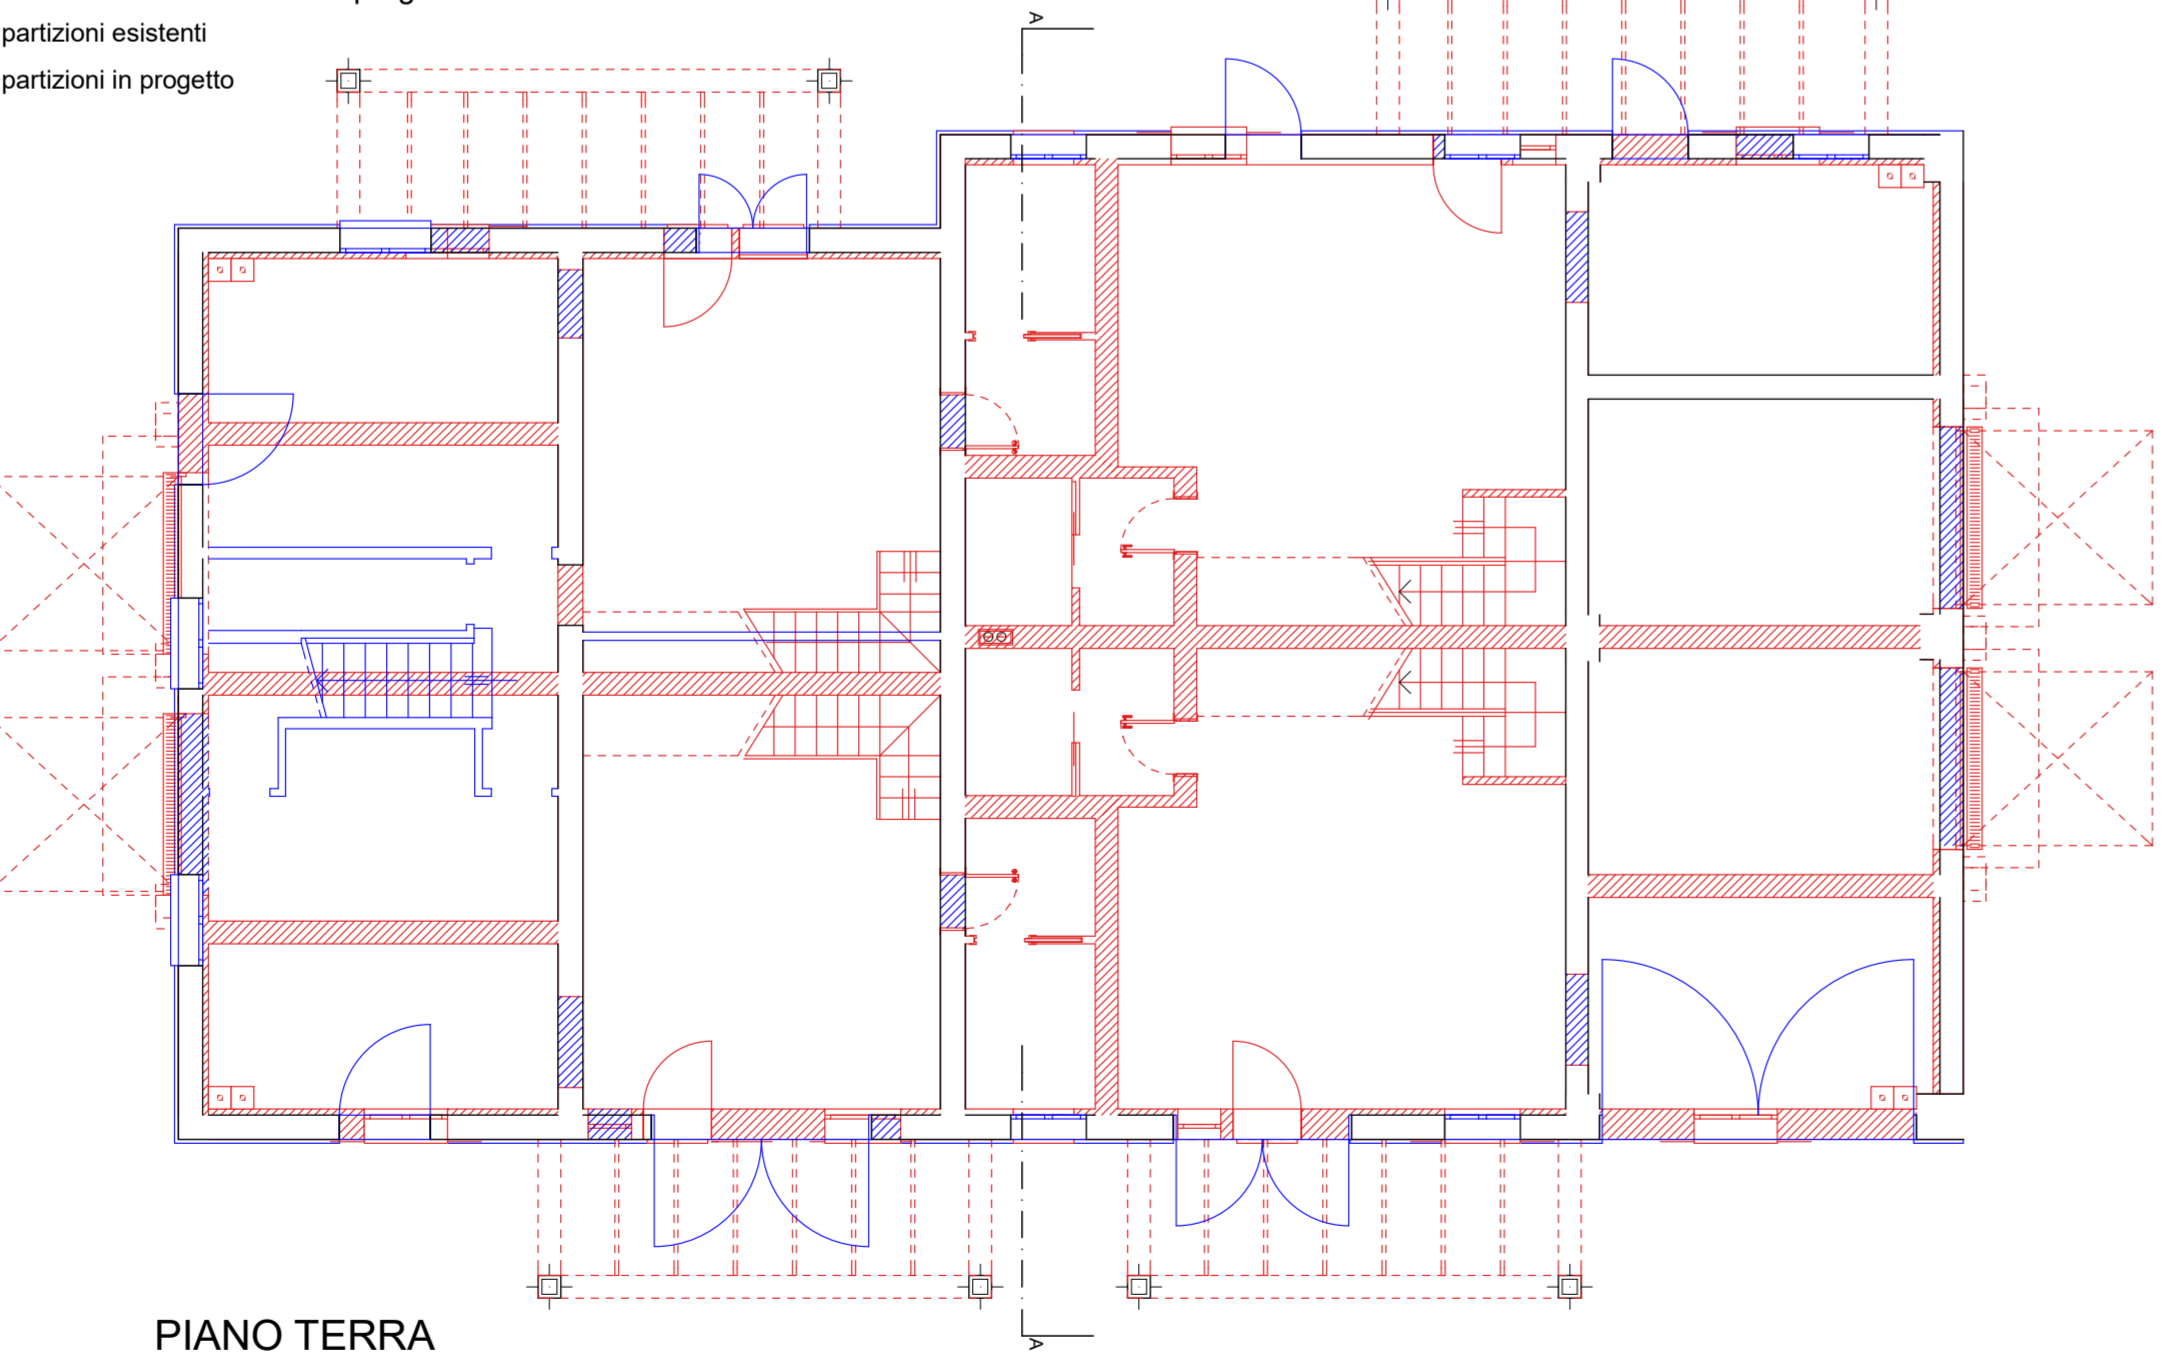 partizioni esistenti
partizioni in progetto
A
PIANO TERRA
A